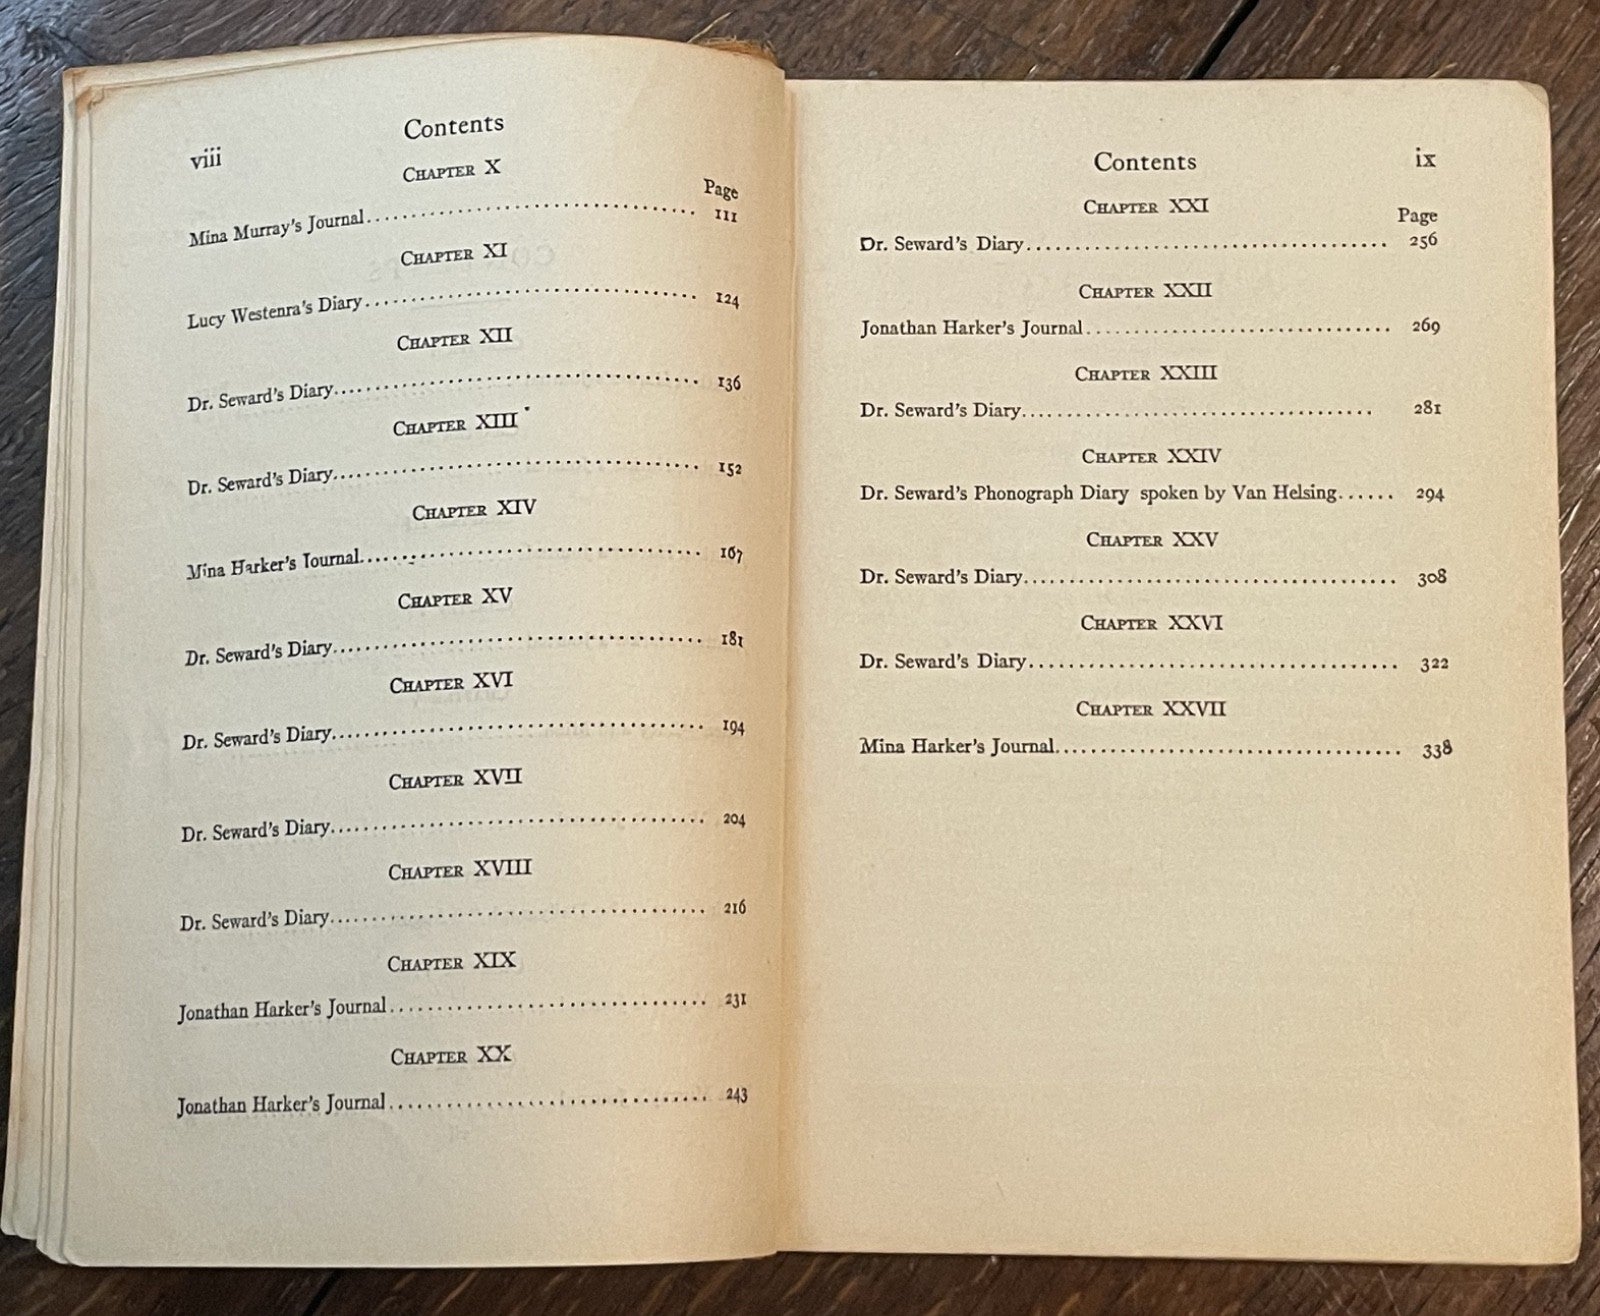 Contents
viii
Chapter X
Page
Mina Murray's Journal........................................ 111
Chapter XI
Lucy Westenra's Diary........................................ 124
Chapter XII
Dr. Seward's Diary........................................ 136
Chapter XIII
Dr. Seward's Diary........................................ 152
Chapter XIV
Mina Harker's Journal........................................ 167
Chapter XV
Dr. Seward's Diary........................................ 181
Chapter XVI
Dr. Seward's Diary........................................ 194
Chapter XVII
Dr. Seward's Diary........................................ 204
Chapter XVIII
Dr. Seward's Diary........................................ 216
Chapter XIX
Jonathan Harker's Journal........................................ 231
Chapter XX
Jonathan Harker's Journal........................................ 243
Contents ix
Chapter XXI
Page
Dr. Seward's Diary........................................ 256
Chapter XXII
Jonathan Harker's Journal........................................ 269
Chapter XXIII
Dr. Seward's Diary........................................ 281
Chapter XXIV
Dr. Seward's Phonograph Diary spoken by Van Helsing...... 294
Chapter XXV
Dr. Seward's Diary........................................ 308
Chapter XXVI
Dr. Seward's Diary........................................ 322
Chapter XXVII
Mina Harker's Journal........................................ 338